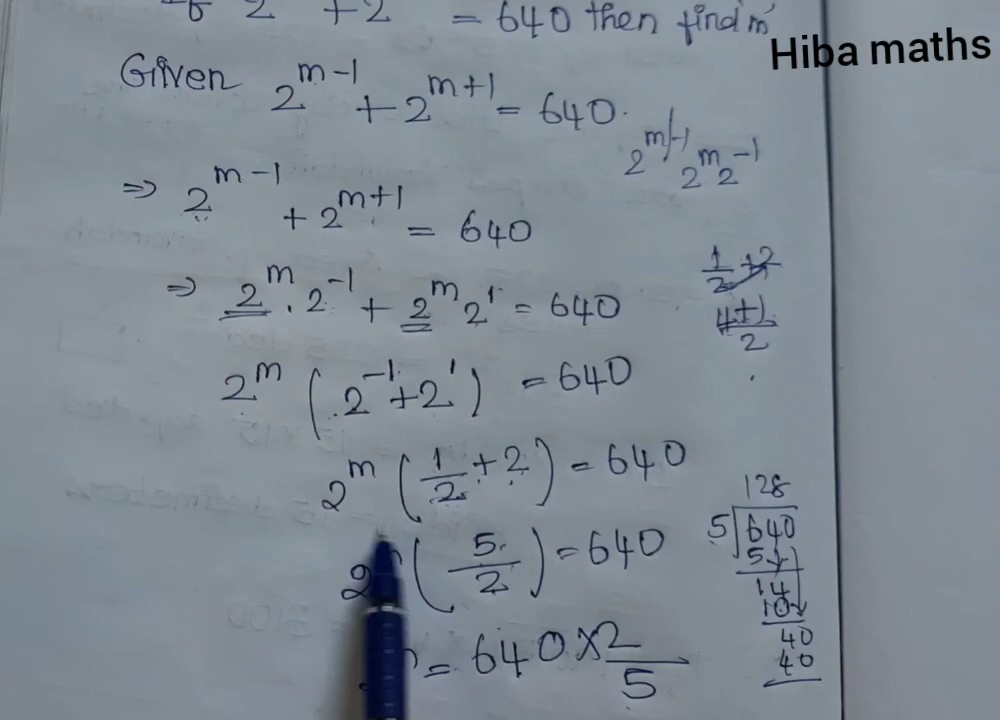 2 +2 = 640 then find m
Hiba maths
Given 2^{m-1} + 2^{m+1} = 640.
2^{m-1} 2^m 2^{-1}
⇒ 2^{m-1} + 2^{m+1} = 640
⇒ 2^m . 2^{-1} + 2^m 2^1 = 640
1/2 + 2
4+1/2
2^m (2^{-1} + 2^1) = 640
2^m (1/2 + 2) = 640
2 (5/2) = 640
= 640 × 2/5
128
5 640
5
14
10
40
40